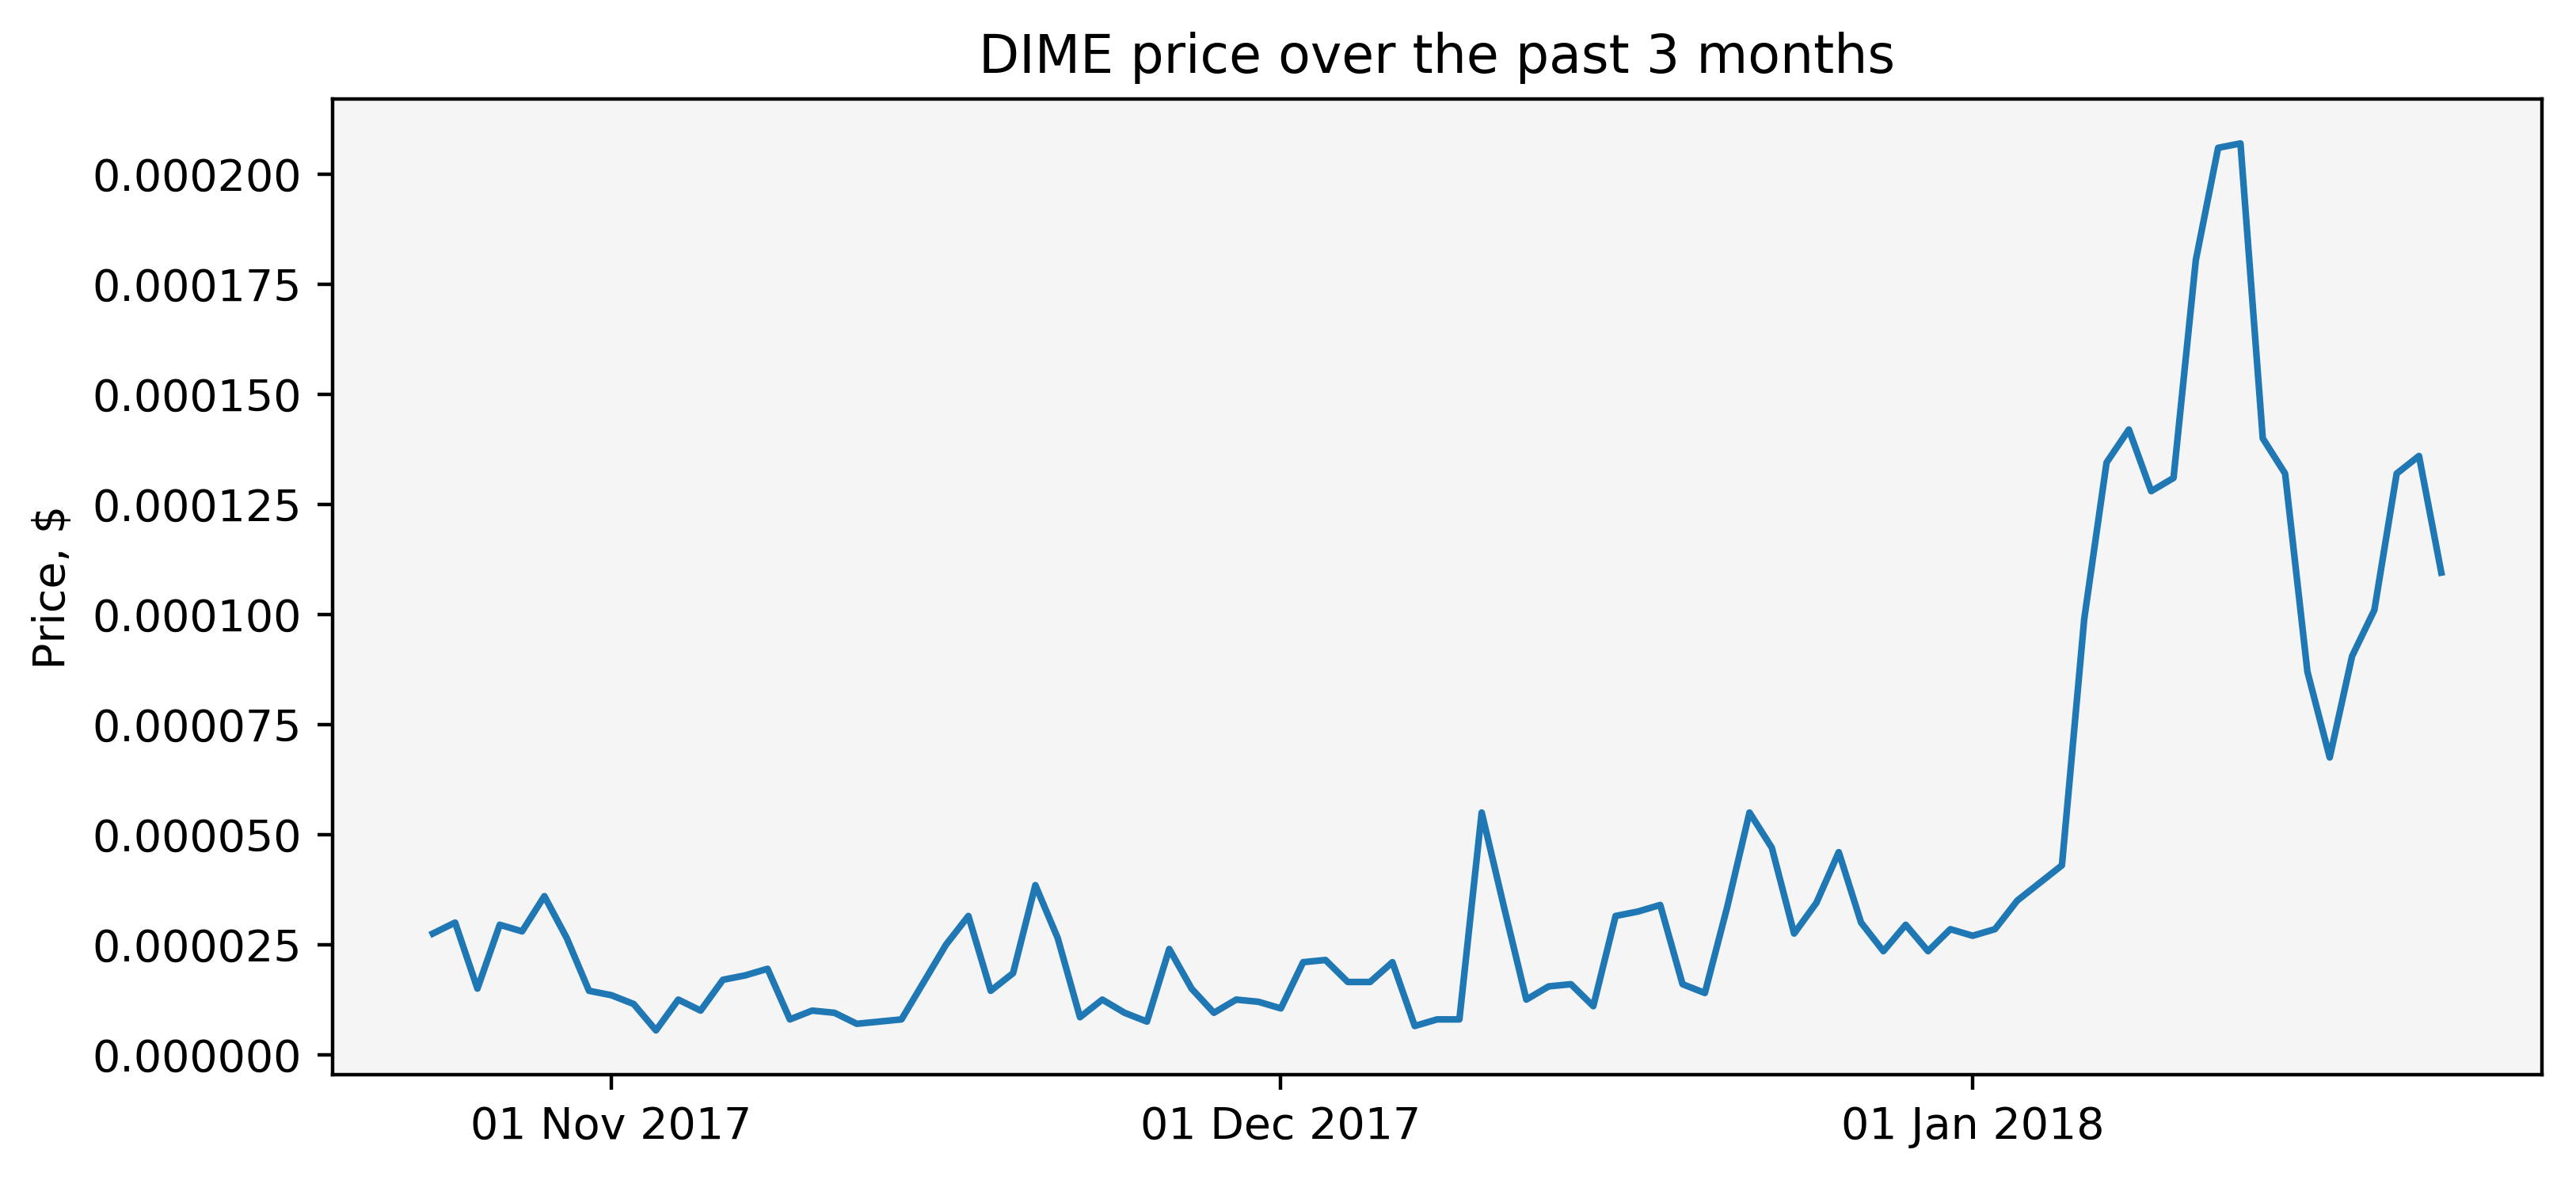 DIME price over the past 3 months
Price, $
0.000200
0.000175
0.000150
0.000125
0.000100
0.000075
0.000050
0.000025
0.000000
01 Nov 2017
01 Dec 2017
01 Jan 2018